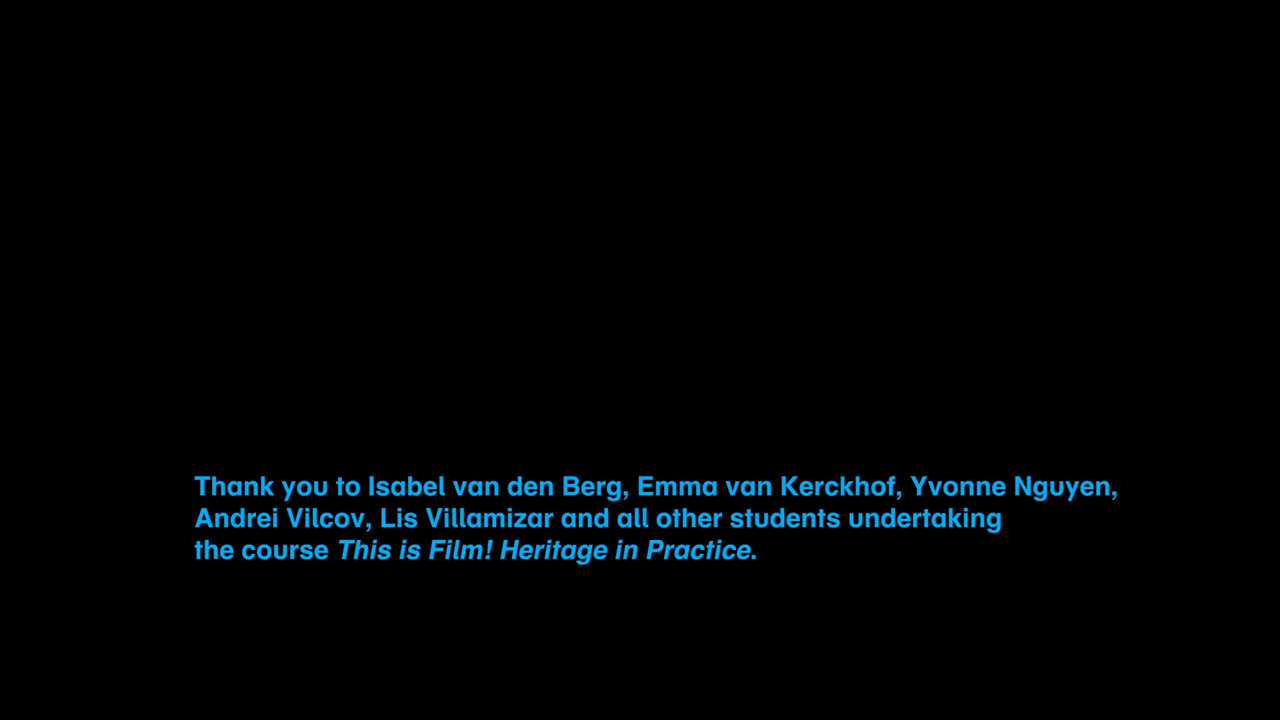 Thank you to Isabel van den Berg, Emma van Kerckhof, Yvonne Nguyen,
Andrei Vilcov, Lis Villamizar and all other students undertaking
the course This is Film! Heritage in Practice.